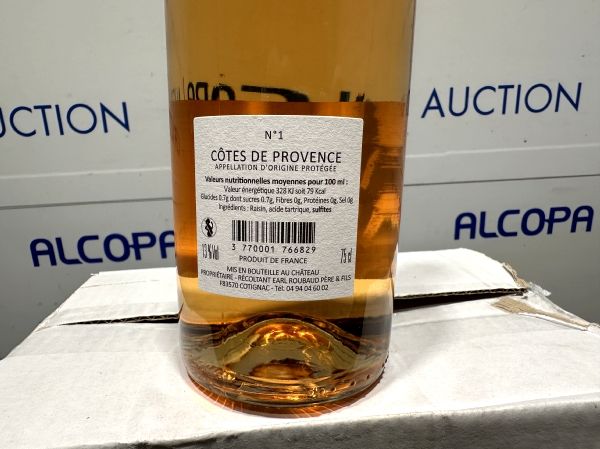 AUCTION
AUCTION
ALCOPA
ALCOPA
N°1
CÔTES DE PROVENCE
APPELLATION D'ORIGINE PROTÉGÉE
Valeurs nutritionnelles moyennes pour 100 ml :
Valeur énergétique 328 KJ soit 79 Kcal
Glucides 0.7g dont sucres 0.7g, Fibres 0g, Protéines 0g, Sel 0g
Ingrédients : Raisin, acide tartrique, sulfites
13 %Vol
3 770001 766829
75 cl
PRODUIT DE FRANCE
MIS EN BOUTEILLE AU CHÂTEAU
PROPRIÉTAIRE - RÉCOLTANT EARL ROUBAUD PÈRE & FILS
F83570 COTIGNAC - Tél. 04 94 04 60 02